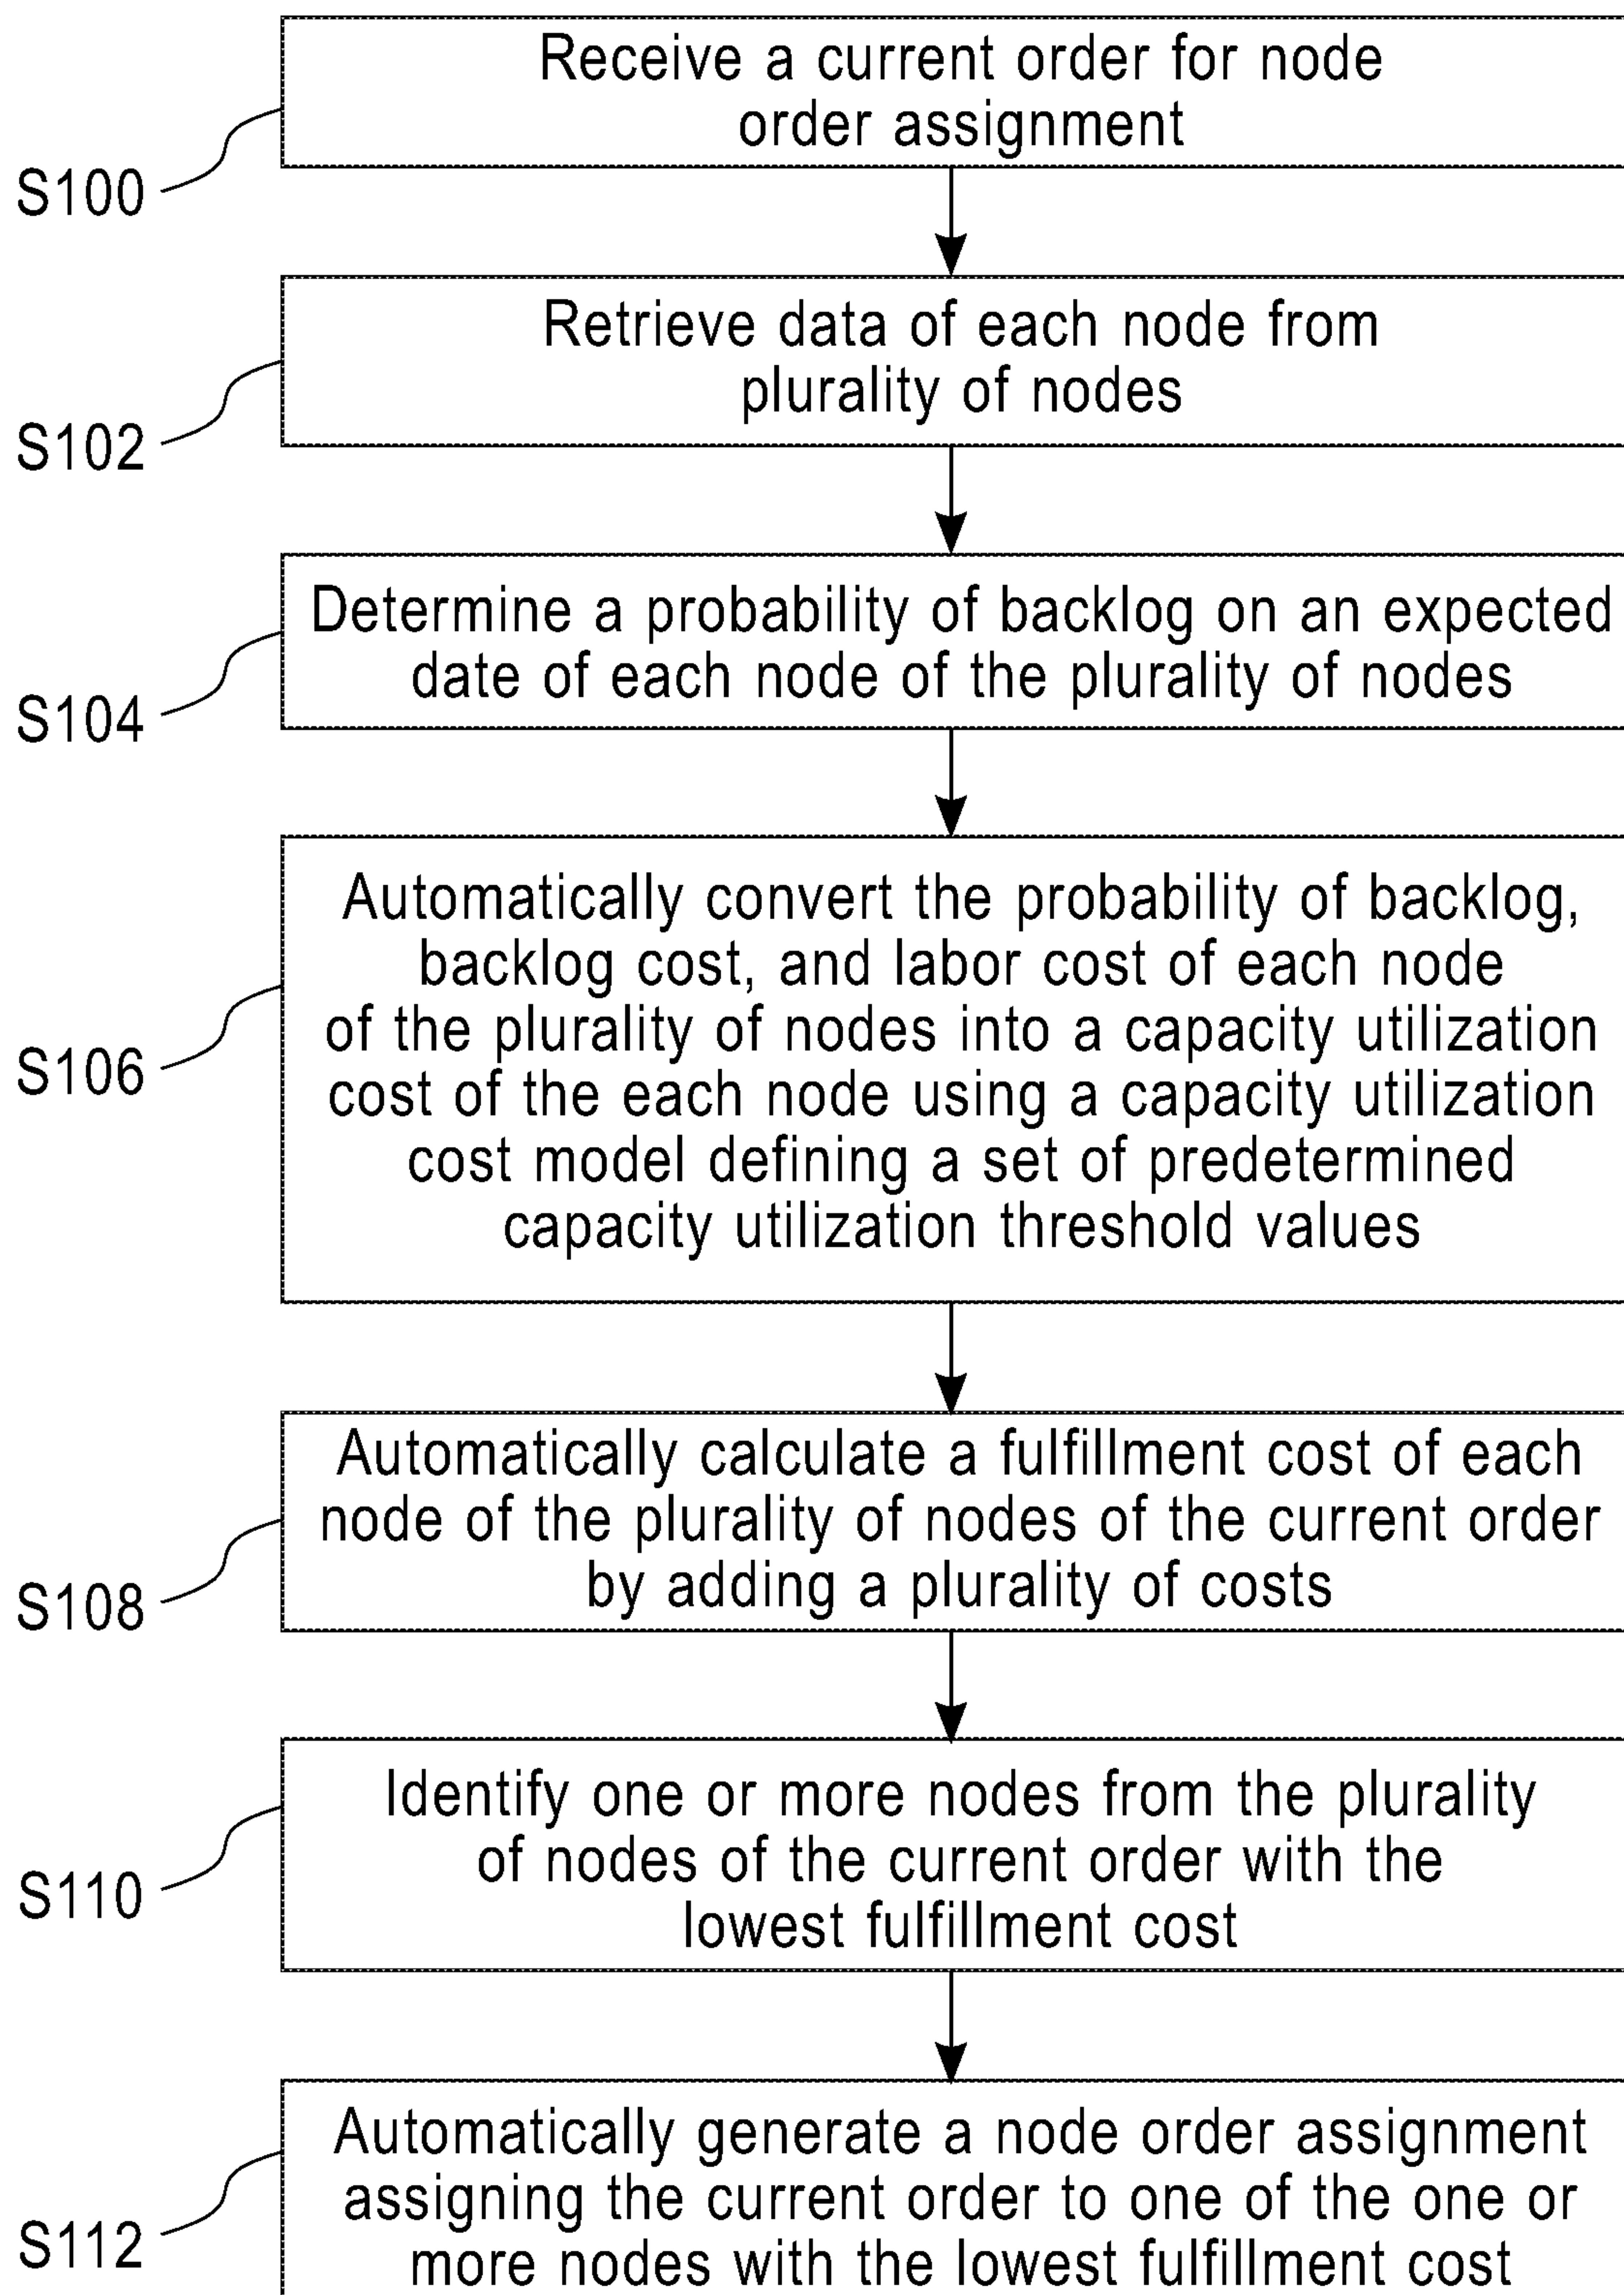 Receive a current order for node
order assignment
S100
Retrieve data of each node from
plurality of nodes
S102
Determine a probability of backlog on an expected
date of each node of the plurality of nodes
S104
Automatically convert the probability of backlog,
backlog cost, and labor cost of each node
of the plurality of nodes into a capacity utilization
cost of the each node using a capacity utilization
cost model defining a set of predetermined
capacity utilization threshold values
S106
Automatically calculate a fulfillment cost of each
node of the plurality of nodes of the current order
by adding a plurality of costs
S108
Identify one or more nodes from the plurality
of nodes of the current order with the
lowest fulfillment cost
S110
Automatically generate a node order assignment
assigning the current order to one of the one or
more nodes with the lowest fulfillment cost
S112